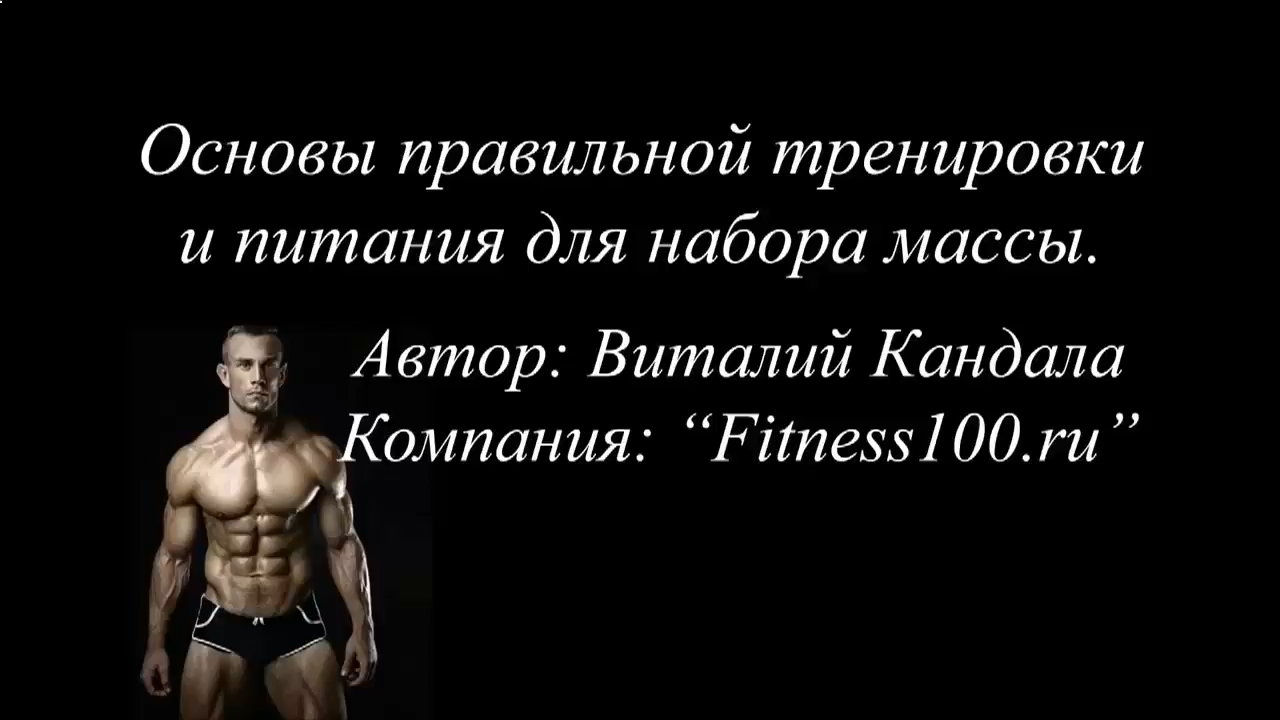 Основы правильной тренировки
и питания для набора массы.
Автор: Виталий Кандала
Компания: “Fitness100.ru”